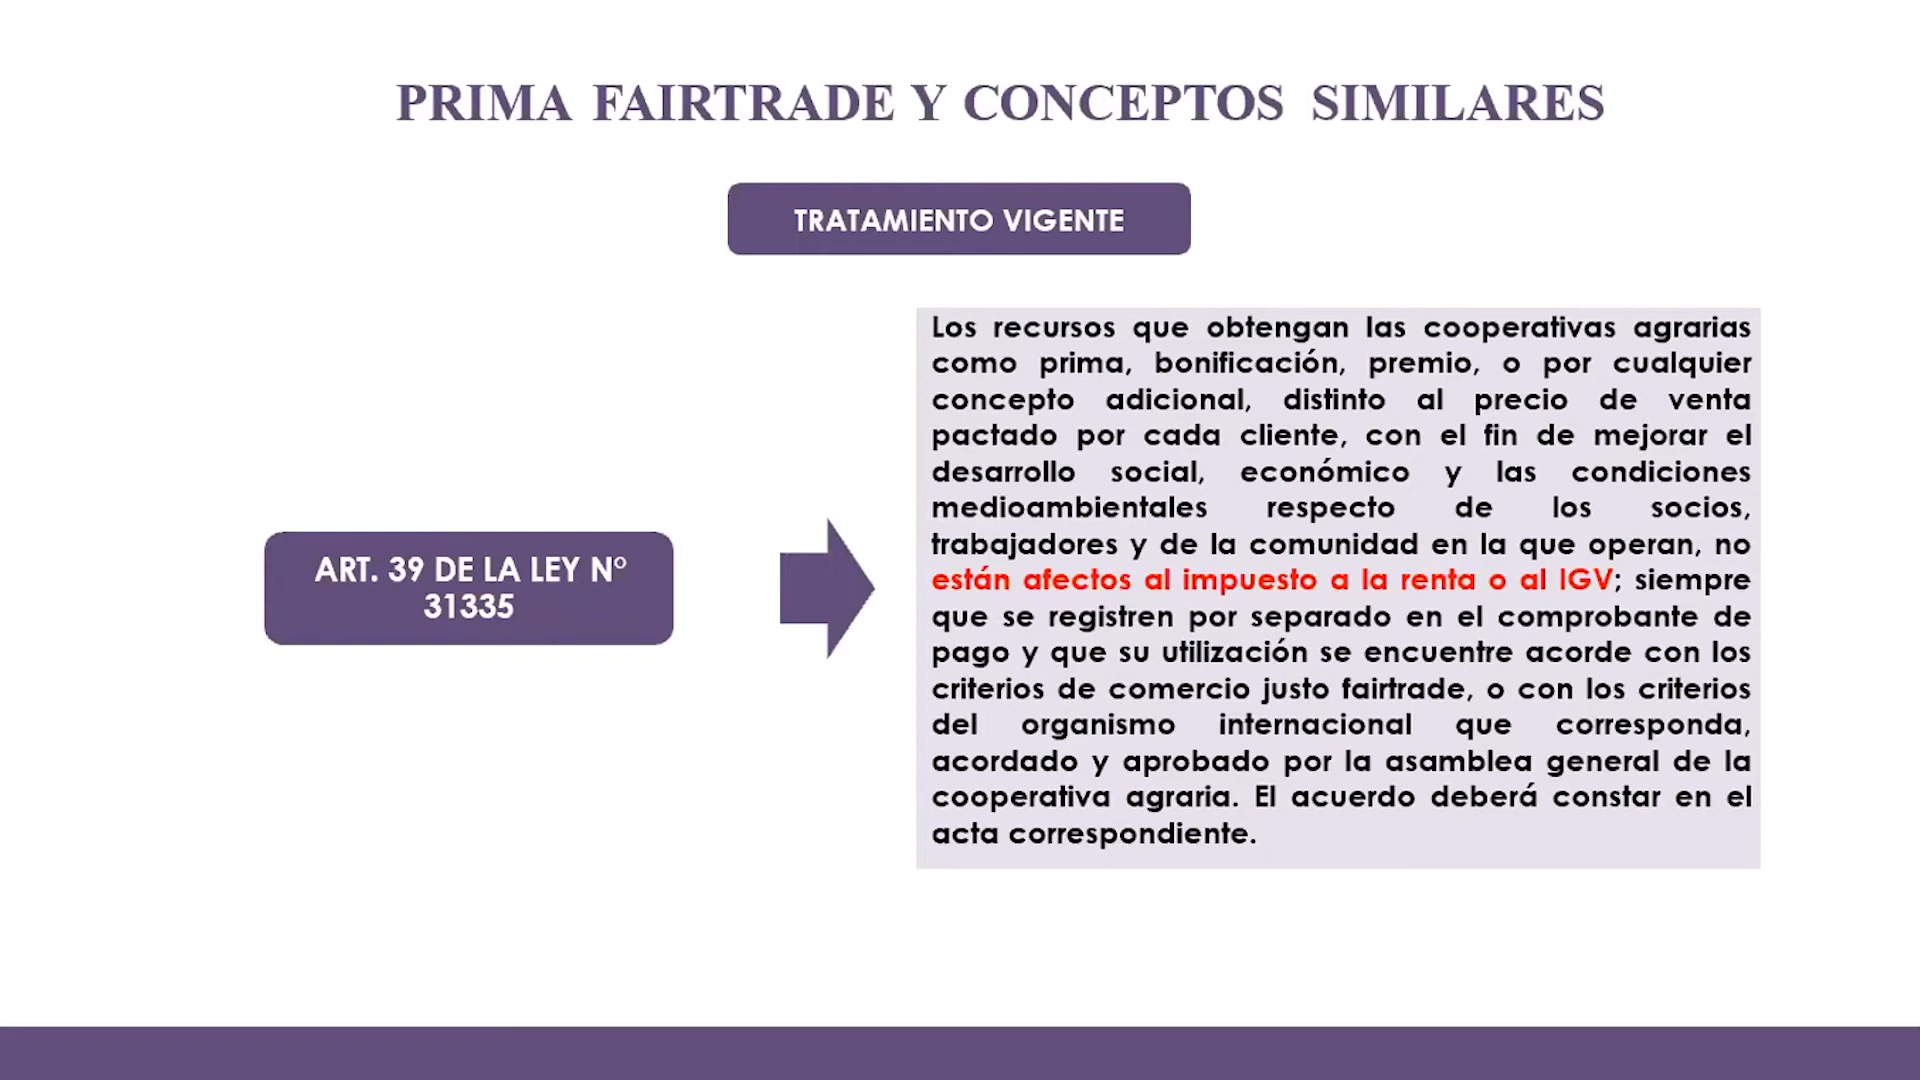 PRIMA FAIRTRADE Y CONCEPTOS SIMILARES
TRATAMIENTO VIGENTE
ART. 39 DE LA LEY N°
31335
Los recursos que obtengan las cooperativas agrarias
como prima, bonificación, premio, o por cualquier
concepto adicional, distinto al precio de venta
pactado por cada cliente, con el fin de mejorar el
desarrollo social, económico y las condiciones
medioambientales respecto de los socios,
trabajadores y de la comunidad en la que operan, no
están afectos al impuesto a la renta o al IGV; siempre
que se registren por separado en el comprobante de
pago y que su utilización se encuentre acorde con los
criterios de comercio justo fairtrade, o con los criterios
del organismo internacional que corresponda,
acordado y aprobado por la asamblea general de la
cooperativa agraria. El acuerdo deberá constar en el
acta correspondiente.